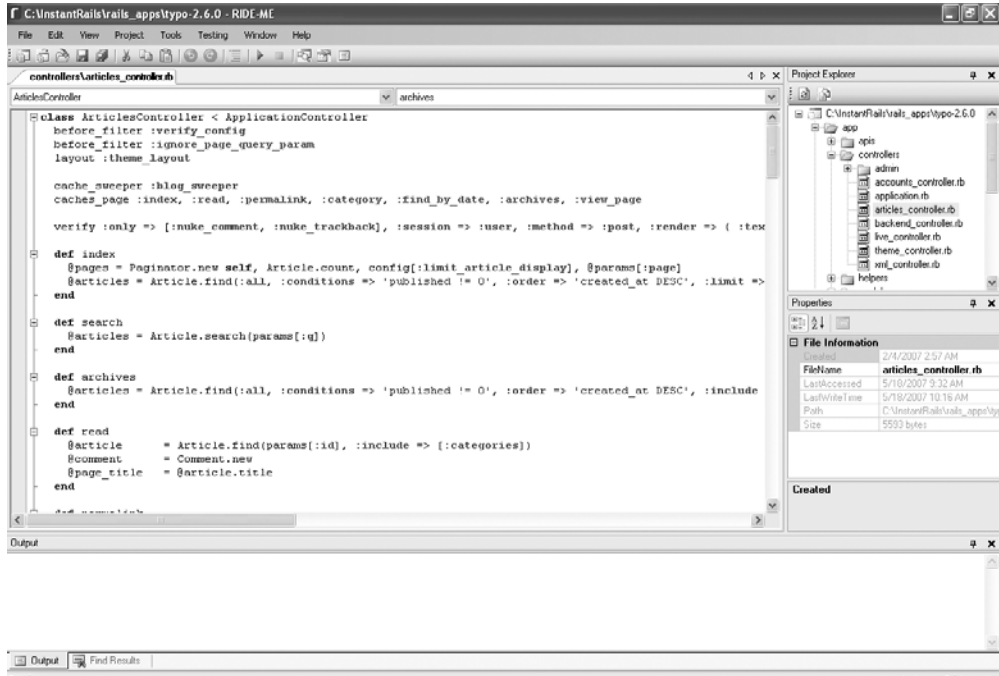 C:\InstantRails\rails_apps\typo-2.6.0 - RIDE-ME
File Edit View Project Tools Testing Window Help
controllers\articles_controller.rb
ArticlesController archives
class ArticlesController < ApplicationController
before_filter :verify_config
before_filter :ignore_page_query_param
layout :theme_layout
cache_sweeper :blog_sweeper
caches_page :index, :read, :permalink, :category, :find_by_date, :archives, :view_page
verify :only => [:nuke_comment, :nuke_trackback], :session => :user, :method => :post, :render => { :tex
def index
@pages = Paginator.new self, Article.count, config[:limit_article_display], @params[:page]
@articles = Article.find(:all, :conditions => 'published != 0', :order => 'created_at DESC', :limit =>
end
def search
@articles = Article.search(params[:q])
end
def archives
@articles = Article.find(:all, :conditions => 'published != 0', :order => 'created_at DESC', :include
end
def read
@article = Article.find(params[:id], :include => [:categories])
@comment = Comment.new
@page_title = @article.title
end
Project Explorer
C:\InstantRails\rails_apps\typo-2.6.0
app
apis
controllers
admin
accounts_controller.rb
application.rb
articles_controller.rb
backend_controller.rb
live_controller.rb
theme_controller.rb
xml_controller.rb
helpers
Properties
File Information
Created 2/4/2007 2:57 AM
FileName articles_controller.rb
LastAccessed 5/18/2007 9:32 AM
LastWriteTime 5/18/2007 10:16 AM
Path C:\InstantRails\rails_apps\ty
Size 5593 bytes
Created
Output
Output Find Results